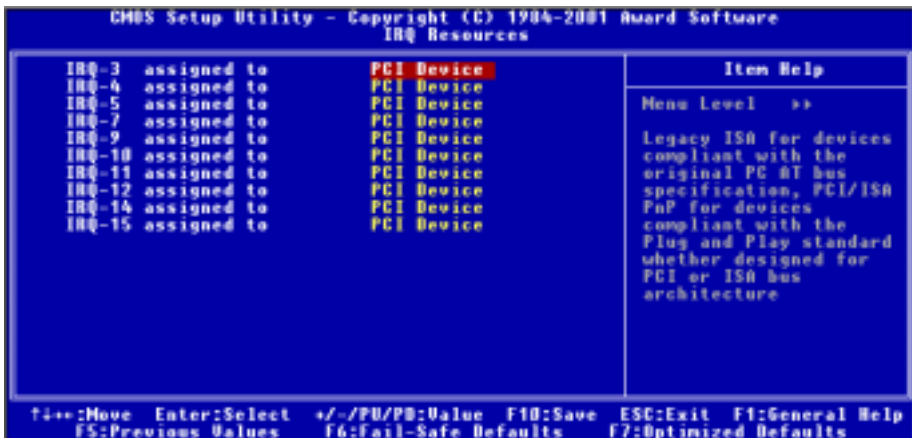 CMOS Setup Utility - Copyright (C) 1984-2001 Award Software
IRQ Resources
IRQ-3 assigned to PCI Device
IRQ-4 assigned to PCI Device
IRQ-5 assigned to PCI Device
IRQ-7 assigned to PCI Device
IRQ-9 assigned to PCI Device
IRQ-10 assigned to PCI Device
IRQ-11 assigned to PCI Device
IRQ-12 assigned to PCI Device
IRQ-14 assigned to PCI Device
IRQ-15 assigned to PCI Device
Item Help
Menu Level ▸▸
Legacy ISA for devices
compliant with the
original PC AT bus
specification, PCI/ISA
PnP for devices
compliant with the
Plug and Play standard
whether designed for
PCI or ISA bus
architecture
↑↓→←:Move Enter:Select +/-/PU/PD:Value F10:Save ESC:Exit F1:General Help
F5:Previous Values F6:Fail-Safe Defaults F7:Optimized Defaults